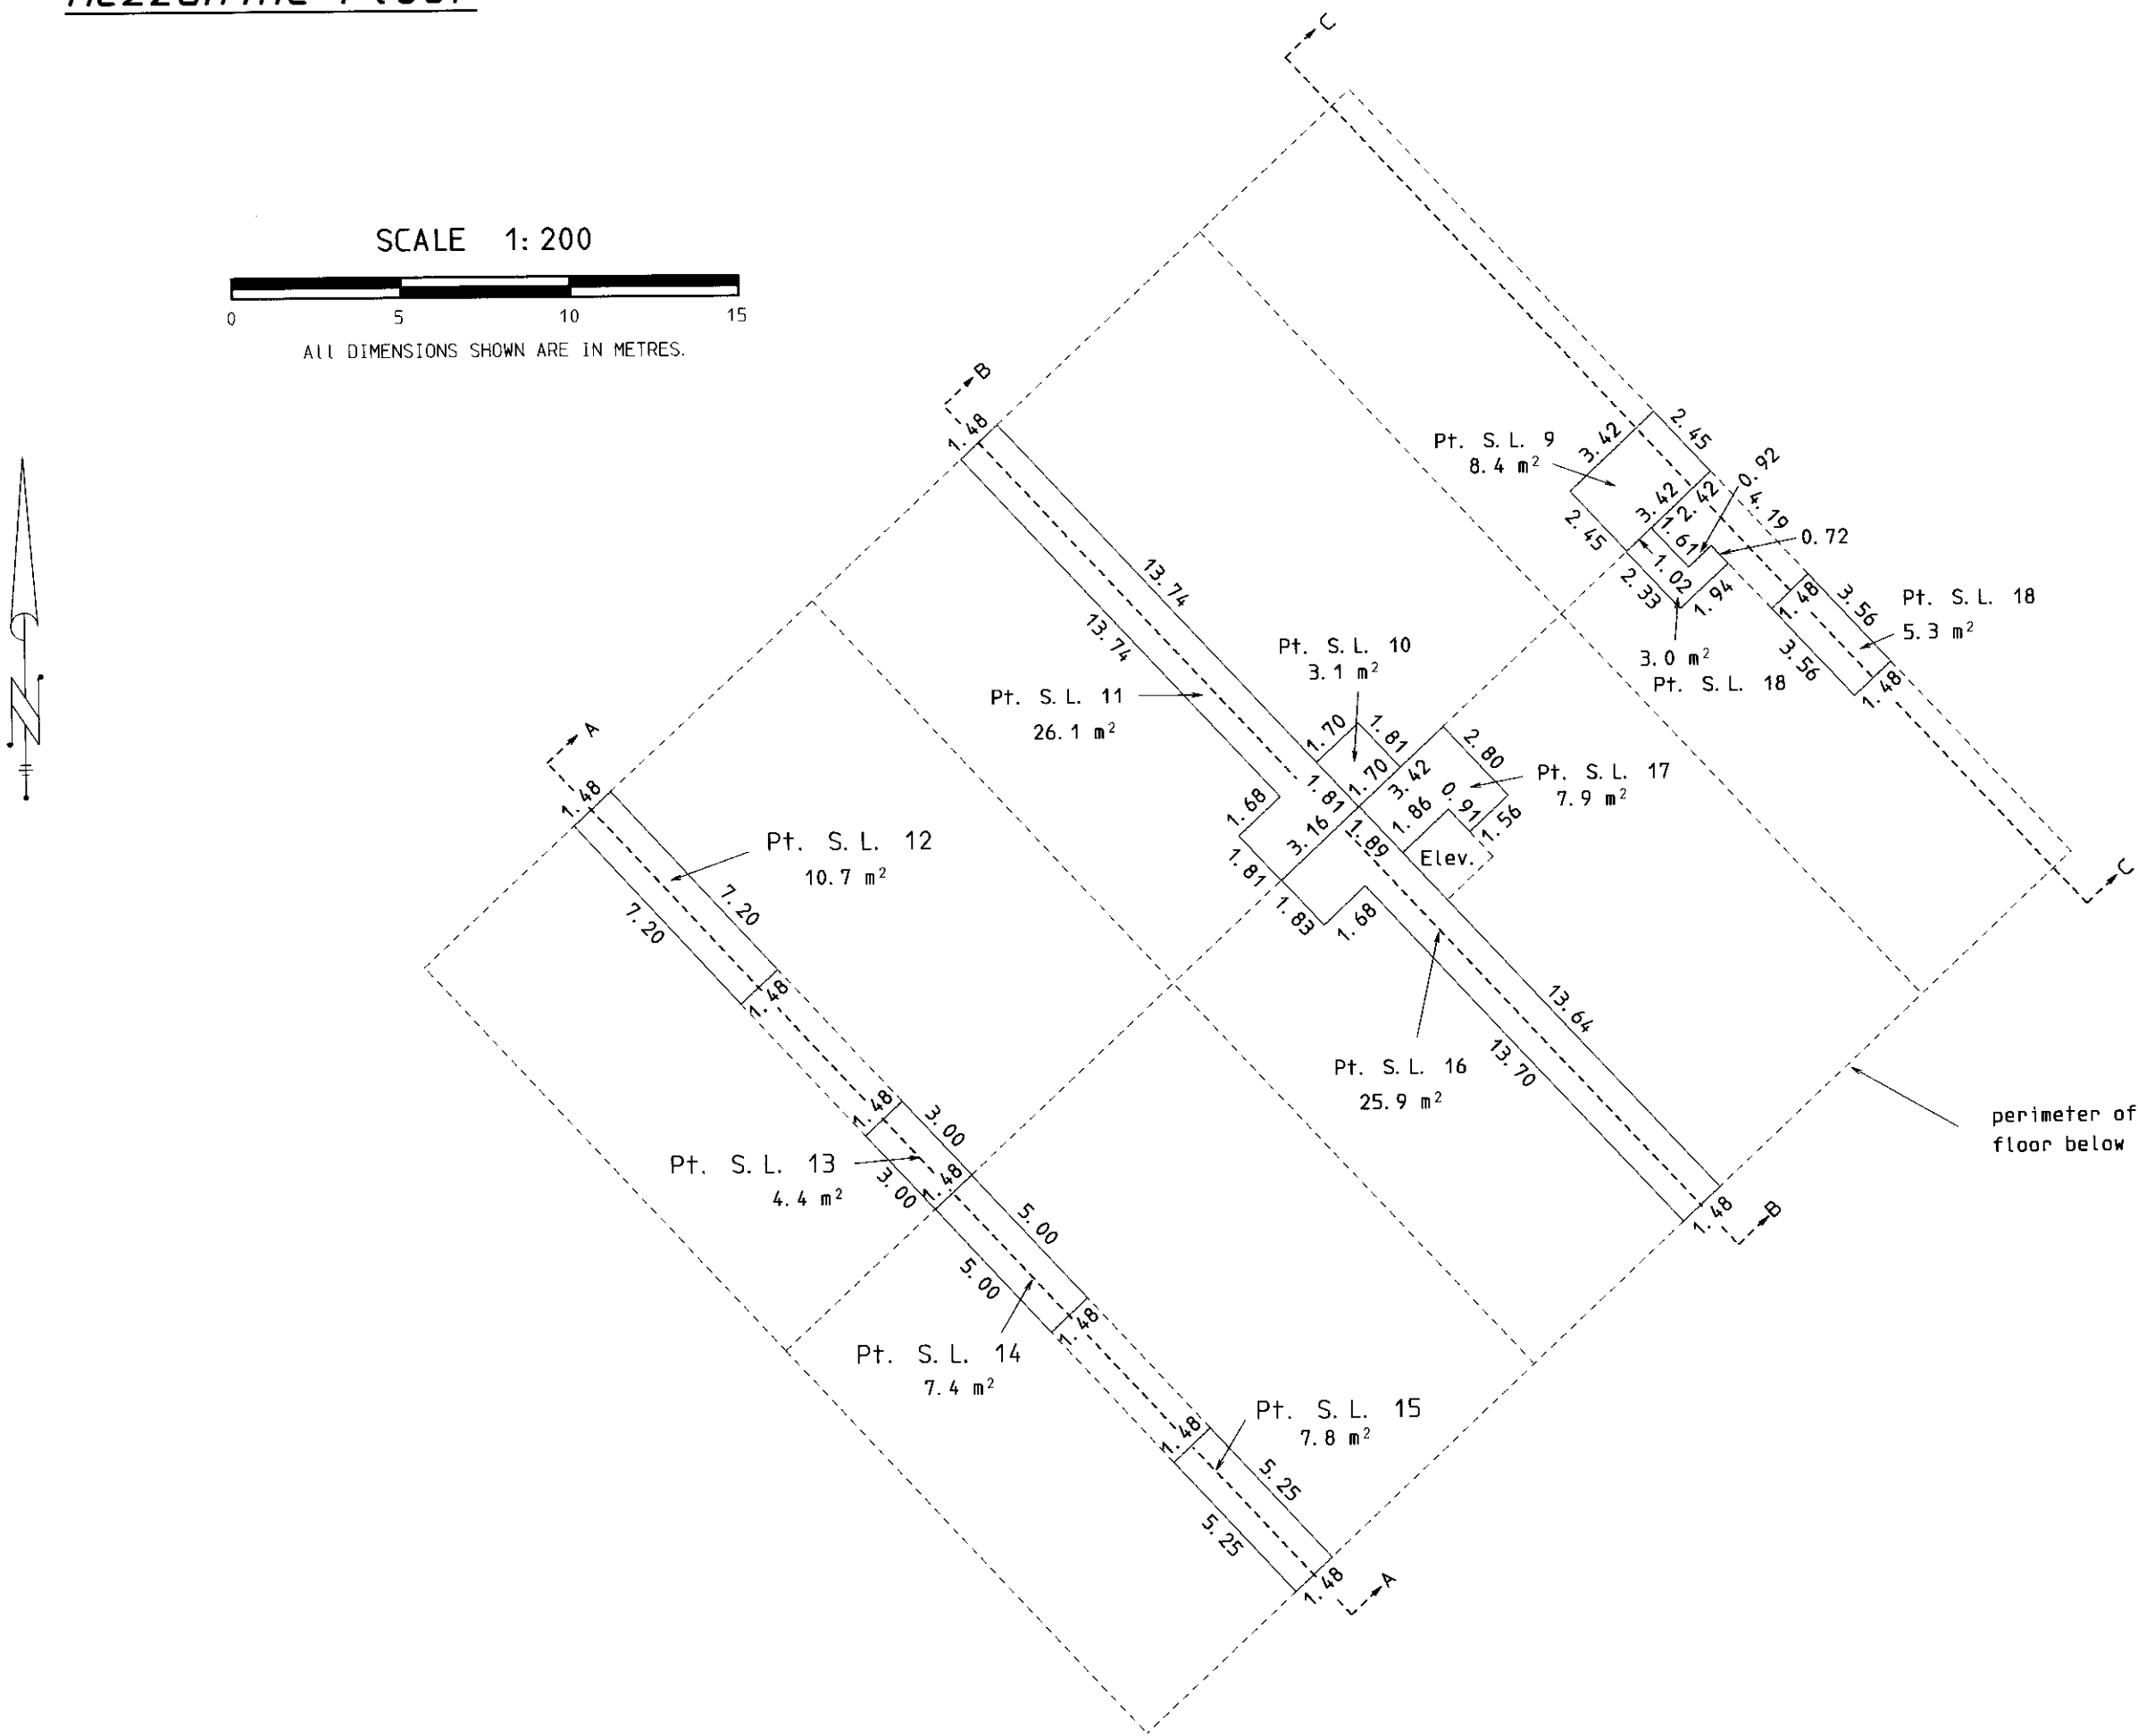 Mezzanine Floor
SCALE 1:200
0 5 10 15
ALL DIMENSIONS SHOWN ARE IN METRES.
N
C
B
A
1.48
13.74
13.74
Pt. S.L. 11
26.1 m²
Pt. S.L. 10
3.1 m²
1.70
1.81
1.70
1.81
1.68
3.16
1.81
Pt. S.L. 9
8.4 m²
3.42
2.45
3.42
2.45
0.92
2.42
1.61
4.19
0.72
1.02
2.33
1.94
3.0 m²
Pt. S.L. 18
1.48
3.56
3.56
1.48
Pt. S.L. 18
5.3 m²
C
3.42
2.80
Pt. S.L. 17
7.9 m²
0.91
1.86
1.56
1.89
Elev.
1.83
1.68
13.64
13.70
Pt. S.L. 16
25.9 m²
1.48
B
perimeter of
floor below
1.48
Pt. S.L. 12
10.7 m²
7.20
7.20
1.48
1.48
3.00
Pt. S.L. 13
4.4 m²
3.00
1.48
5.00
5.00
Pt. S.L. 14
7.4 m²
1.48
1.48
Pt. S.L. 15
7.8 m²
5.25
5.25
1.48
A